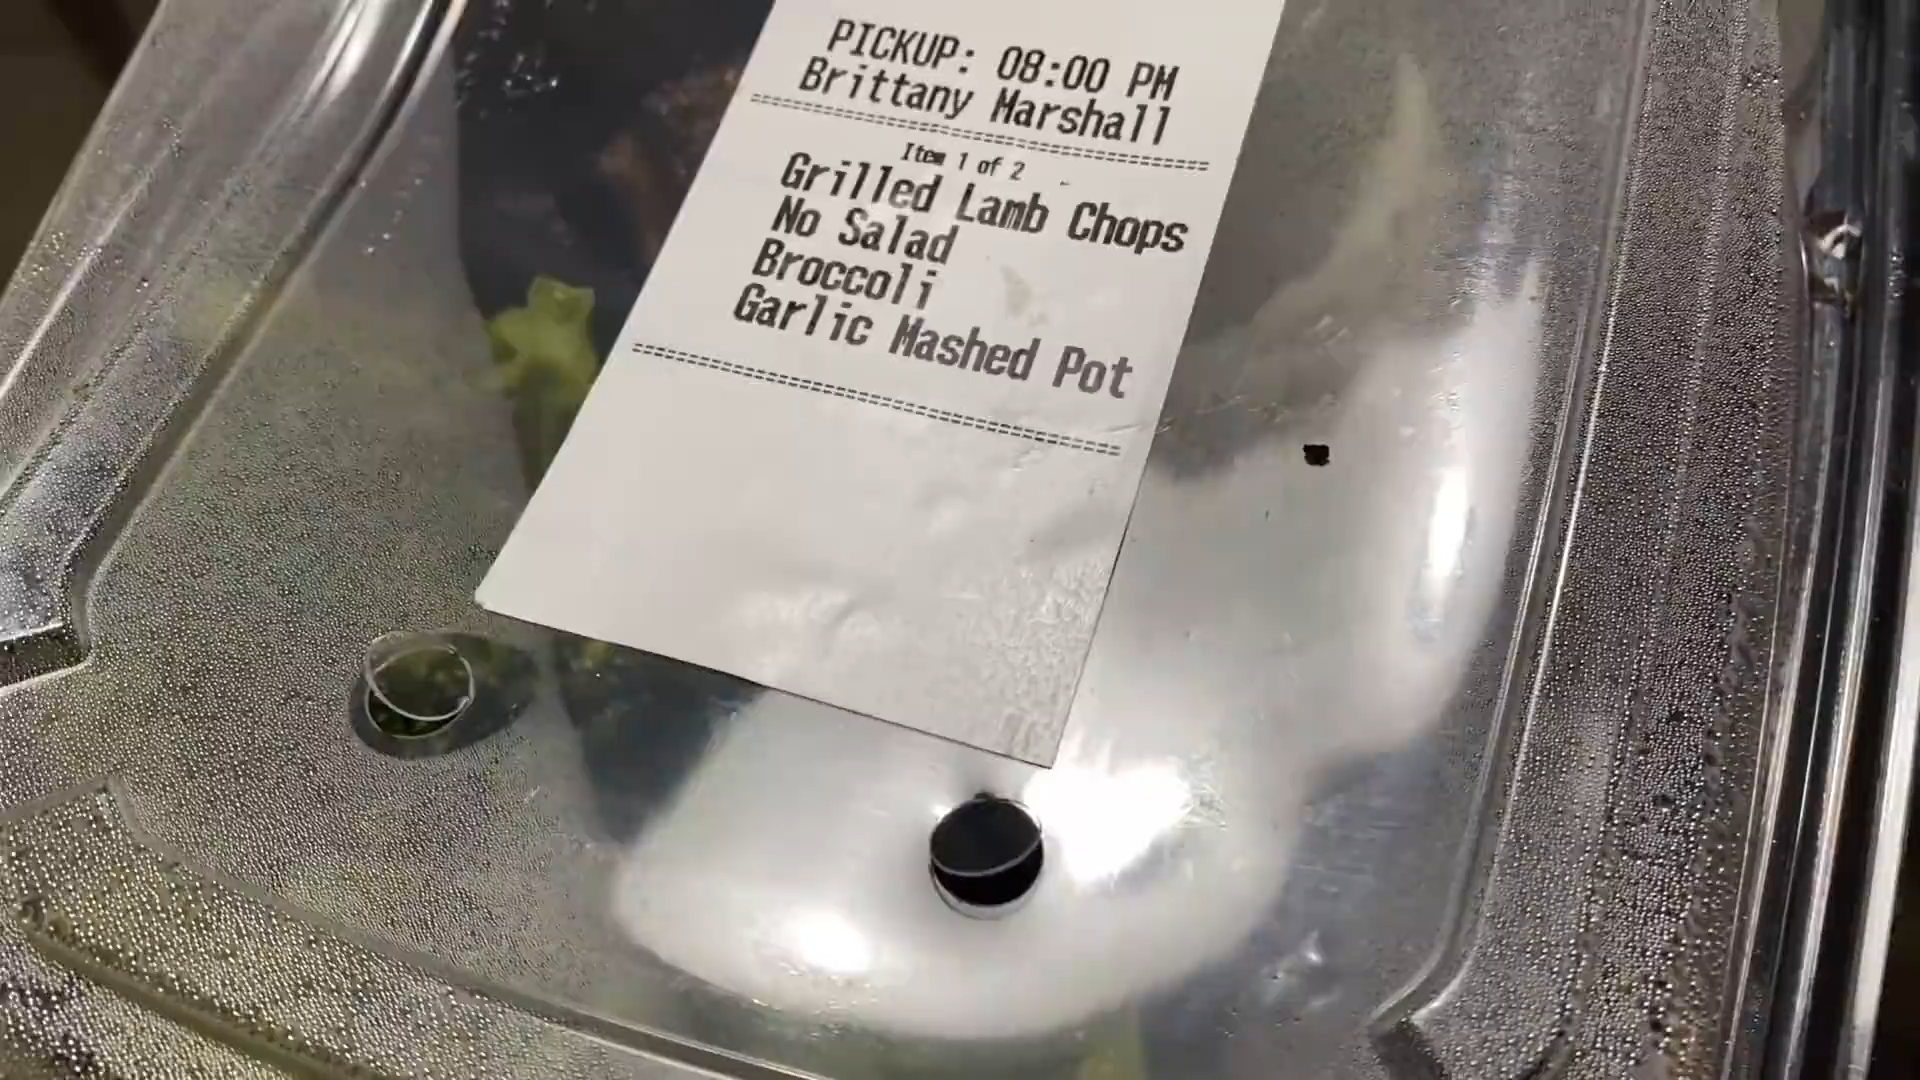 PICKUP: 08:00 PM
Brittany Marshall
Item 1 of 2
Grilled Lamb Chops
No Salad
Broccoli
Garlic Mashed Pot